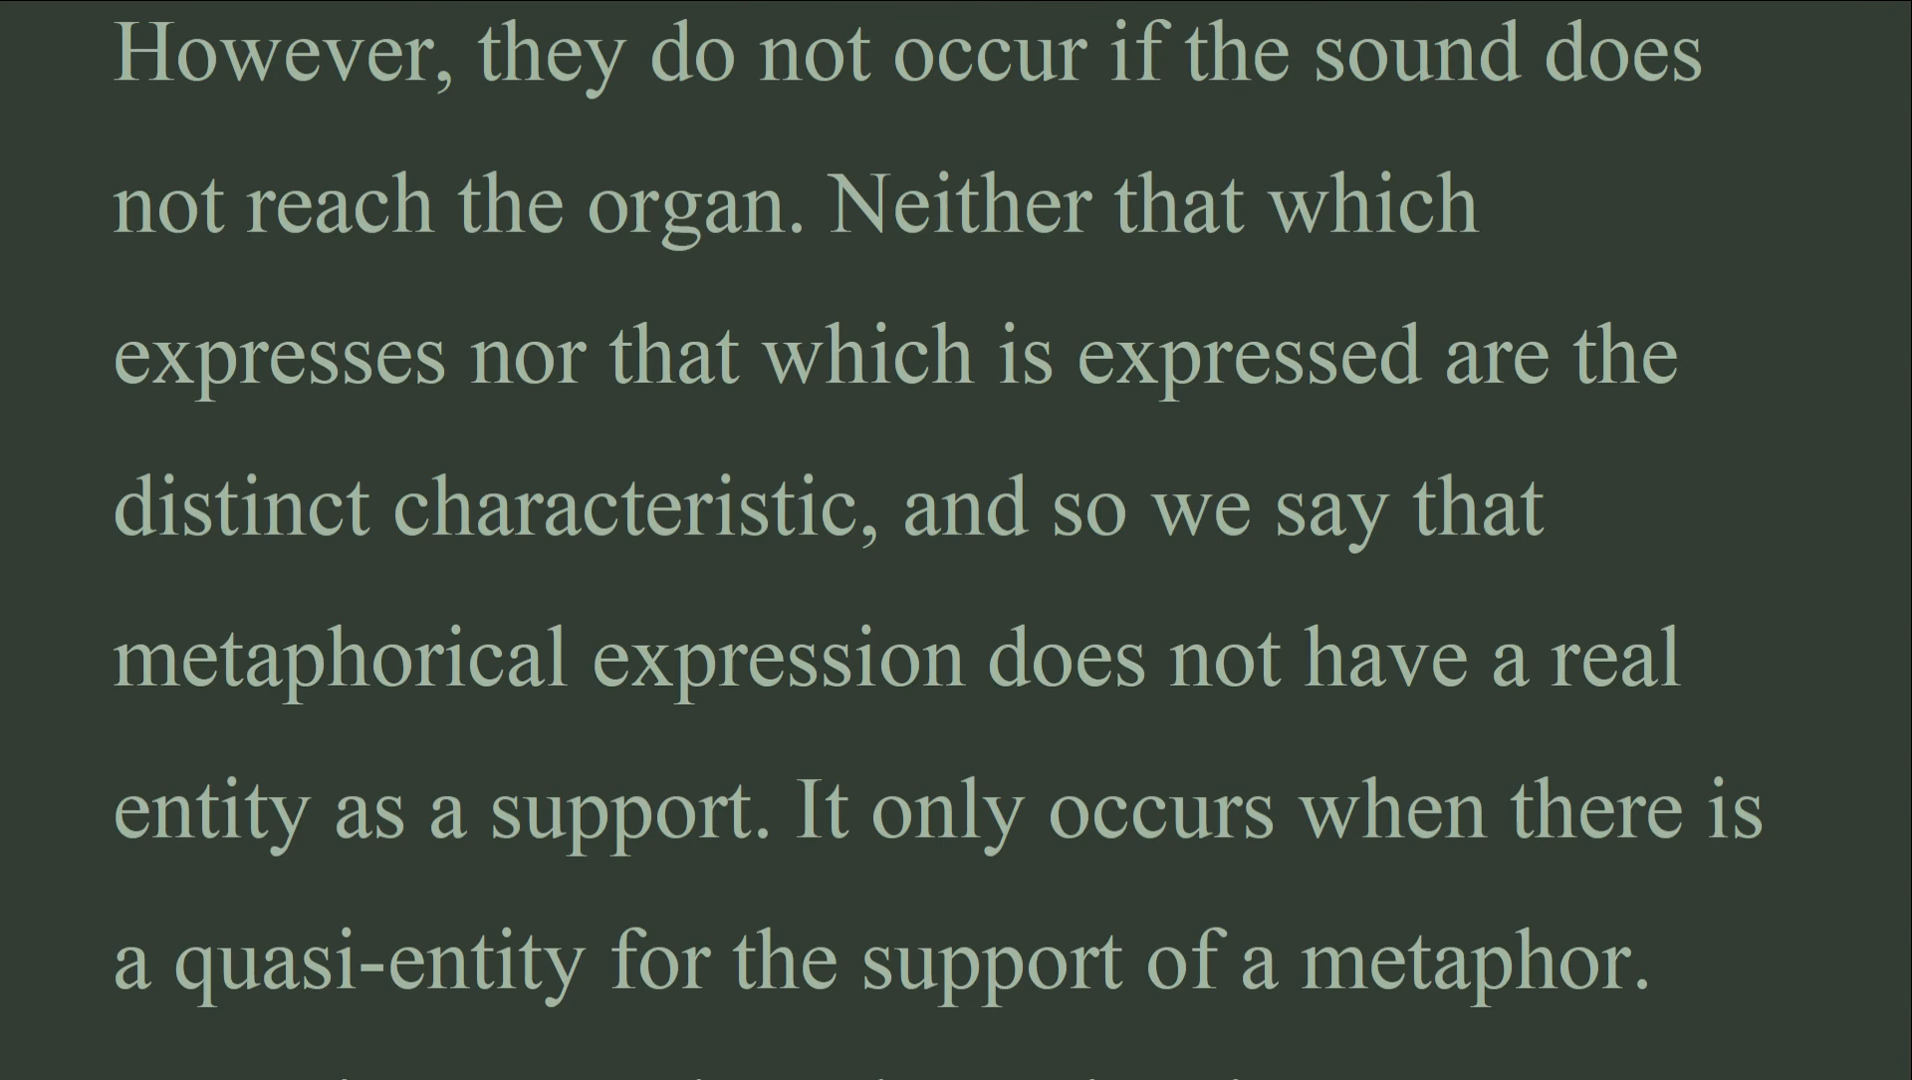 However, they do not occur if the sound does
not reach the organ. Neither that which
expresses nor that which is expressed are the
distinct characteristic, and so we say that
metaphorical expression does not have a real
entity as a support. It only occurs when there is
a quasi-entity for the support of a metaphor.